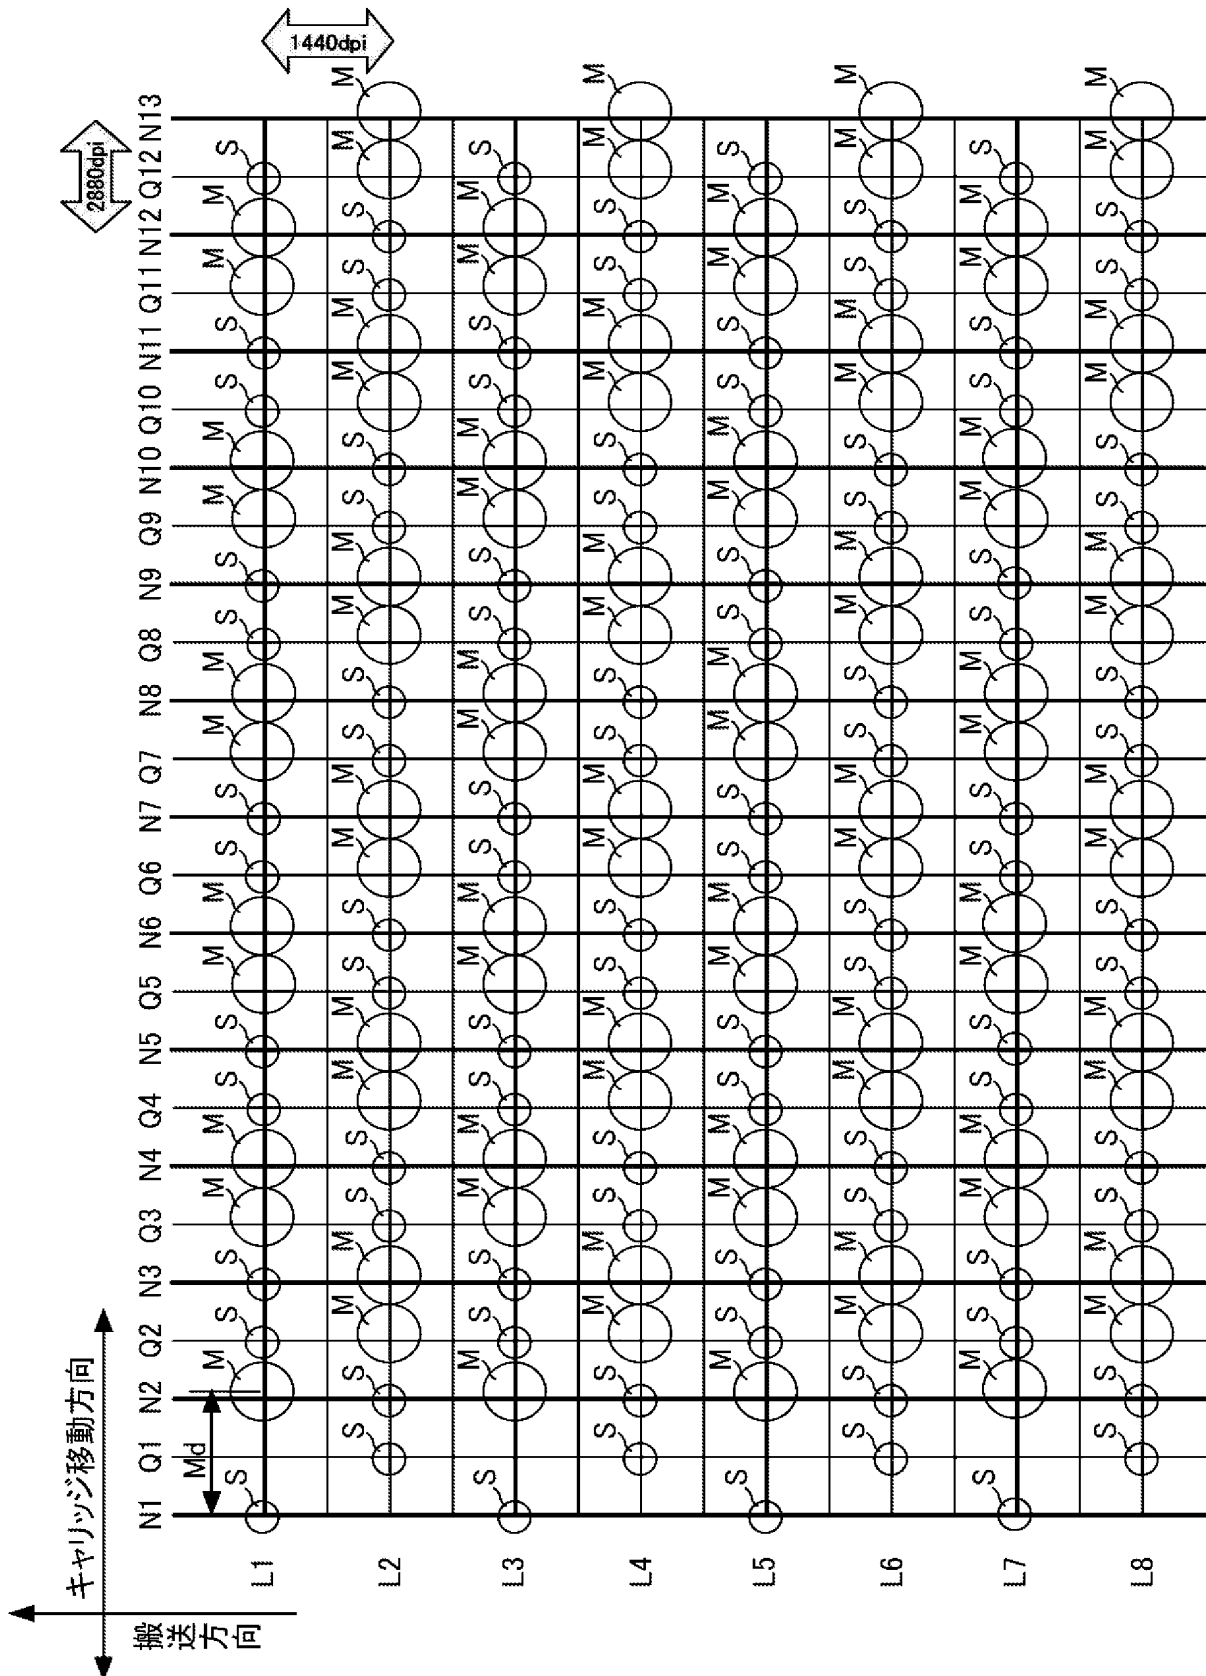 キャリッジ移動方向
搬送方向
2880dpi
1440dpi
N1 Q1 N2 Q2 N3 Q3 N4 Q4 N5 Q5 N6 Q6 N7 Q7 N8 Q8 N9 Q9 N10 Q10 N11 Q11 N12 Q12 N13
Md
L1 S M S S M M S S M M S S M M S S M M S S M M S
L2 S S M M S S M M S S M M S S M M S S M M S S M M
L3 S M S S M M S S M M S S M M S S M M S S M M S
L4 S S M M S S M M S S M M S S M M S S M M S S M M
L5 S M S S M M S S M M S S M M S S M M S S M M S
L6 S S M M S S M M S S M M S S M M S S M M S S M M
L7 S M S S M M S S M M S S M M S S M M S S M M S
L8 S S M M S S M M S S M M S S M M S S M M S S M M